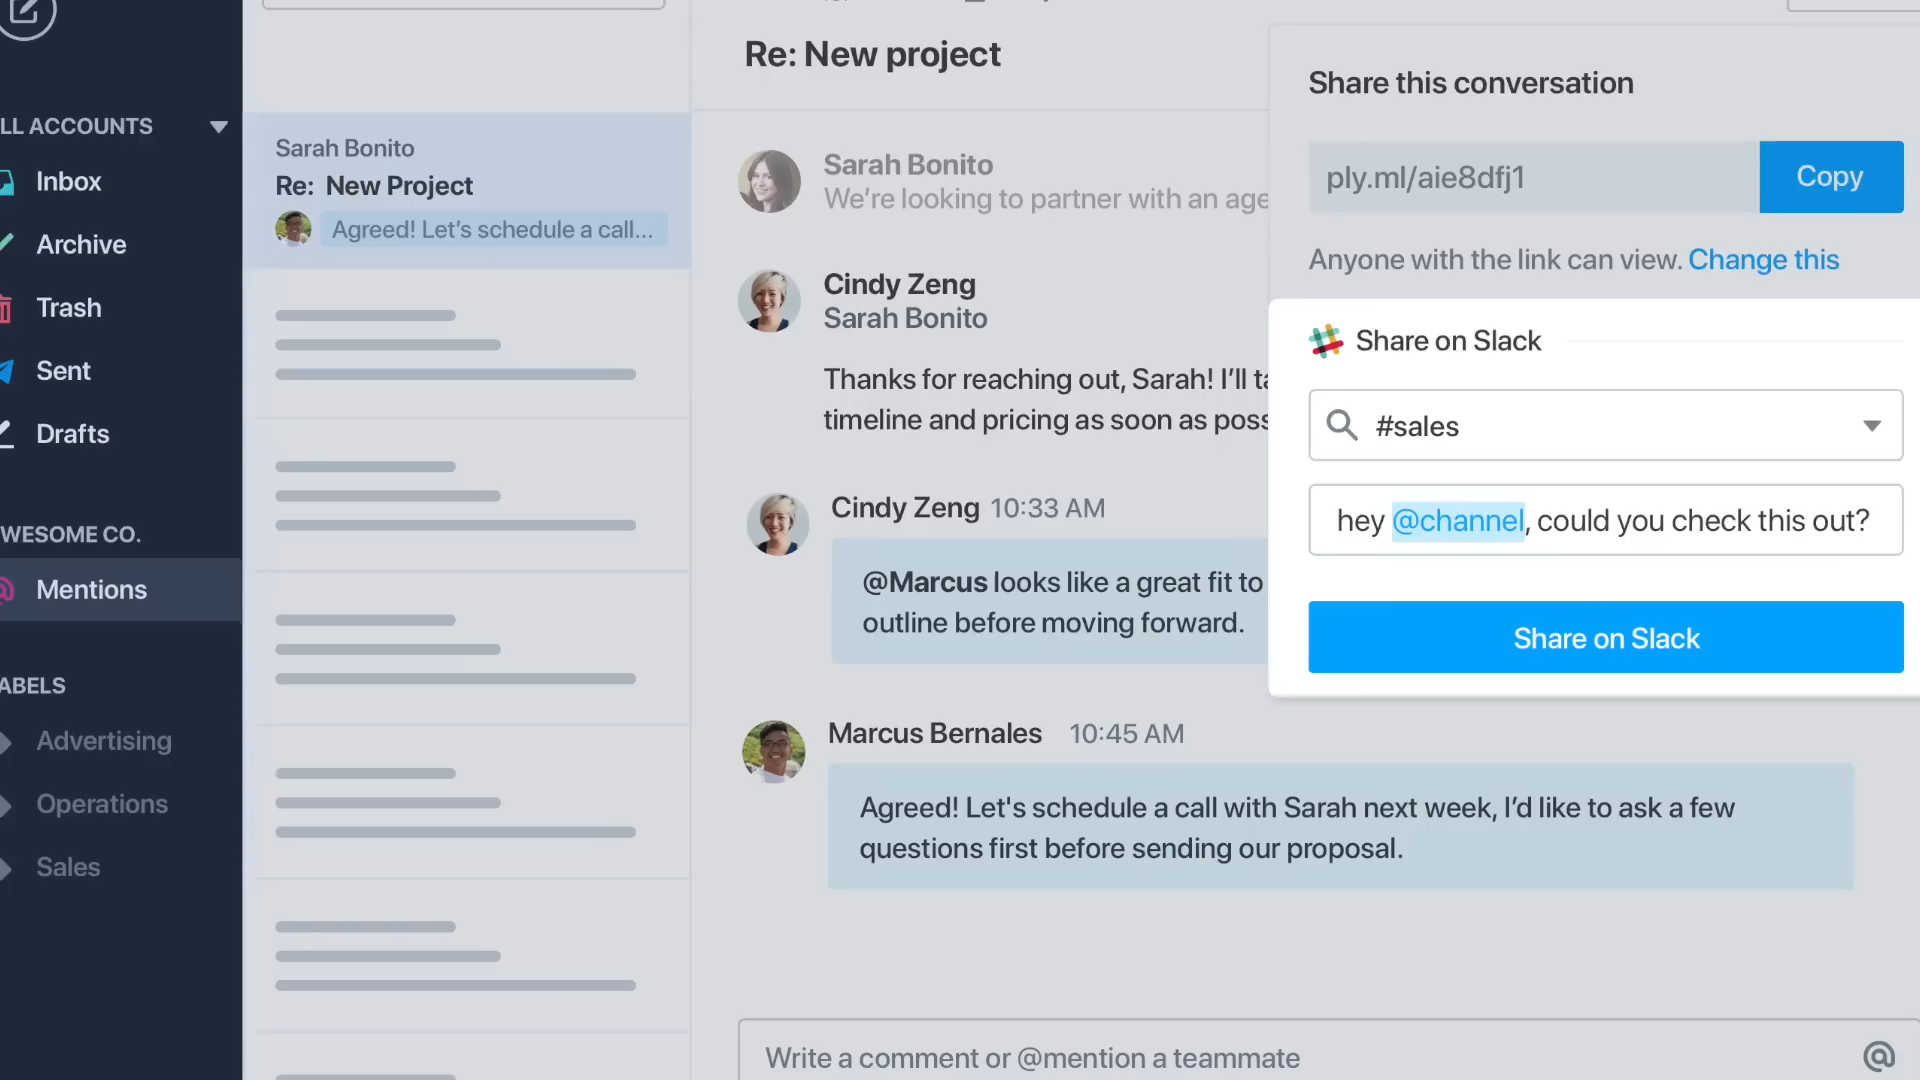 LL ACCOUNTS
Inbox
Archive
Trash
Sent
Drafts
WESOME CO.
Mentions
ABELS
Advertising
Operations
Sales
Sarah Bonito
Re: New Project
Agreed! Let’s schedule a call...
Re: New project
Sarah Bonito
We’re looking to partner with an age
Cindy Zeng
Sarah Bonito
Thanks for reaching out, Sarah! I’ll ta
timeline and pricing as soon as poss
Cindy Zeng 10:33 AM
@Marcus looks like a great fit to
outline before moving forward.
Marcus Bernales 10:45 AM
Agreed! Let's schedule a call with Sarah next week, I’d like to ask a few
questions first before sending our proposal.
Write a comment or @mention a teammate
Share this conversation
ply.ml/aie8dfj1
Copy
Anyone with the link can view. Change this
Share on Slack
#sales
hey @channel, could you check this out?
Share on Slack